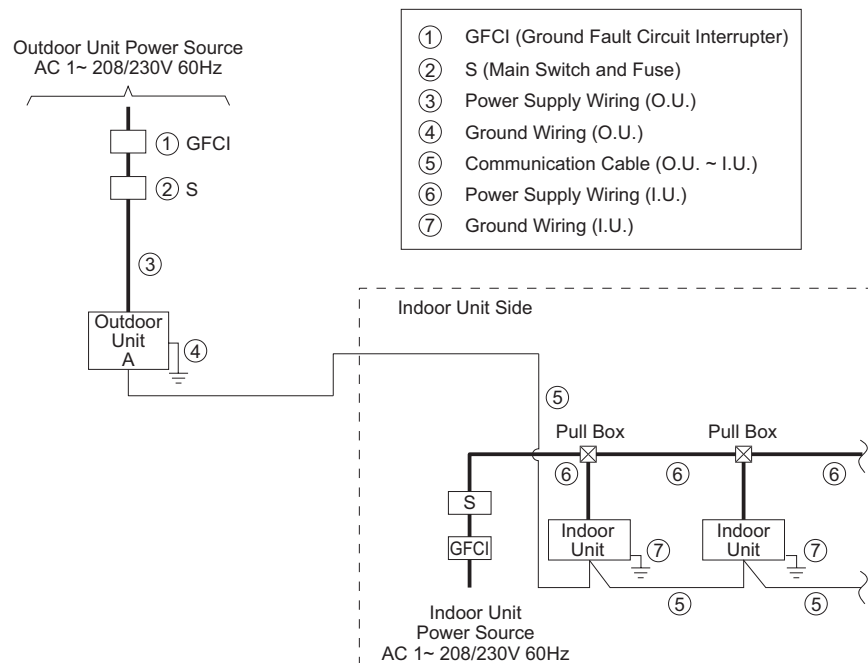 Outdoor Unit Power Source
AC 1~ 208/230V 60Hz
① GFCI
② S
③
Outdoor
Unit
A
④
① GFCI (Ground Fault Circuit Interrupter)
② S (Main Switch and Fuse)
③ Power Supply Wiring (O.U.)
④ Ground Wiring (O.U.)
⑤ Communication Cable (O.U. ~ I.U.)
⑥ Power Supply Wiring (I.U.)
⑦ Ground Wiring (I.U.)
Indoor Unit Side
⑤
Pull Box
Pull Box
⑥
⑥
⑥
S
GFCI
Indoor
Unit
⑦
Indoor
Unit
⑦
⑤
⑤
Indoor Unit
Power Source
AC 1~ 208/230V 60Hz